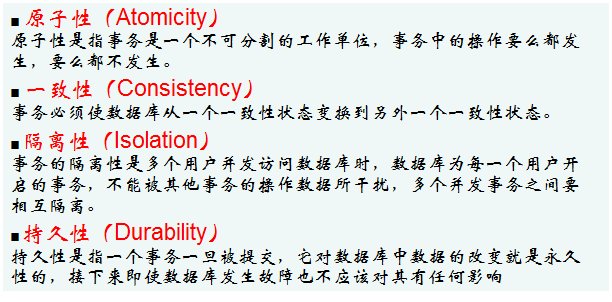 ■ 原子性（Atomicity）
原子性是指事务是一个不可分割的工作单位，事务中的操作要么都发
生，要么都不发生。
■ 一致性（Consistency）
事务必须使数据库从一个一致性状态变换到另外一个一致性状态。
■ 隔离性（Isolation）
事务的隔离性是多个用户并发访问数据库时，数据库为每一个用户开
启的事务，不能被其他事务的操作数据所干扰，多个并发事务之间要
相互隔离。
■ 持久性（Durability）
持久性是指一个事务一旦被提交，它对数据库中数据的改变就是永久
性的，接下来即使数据库发生故障也不应该对其有任何影响